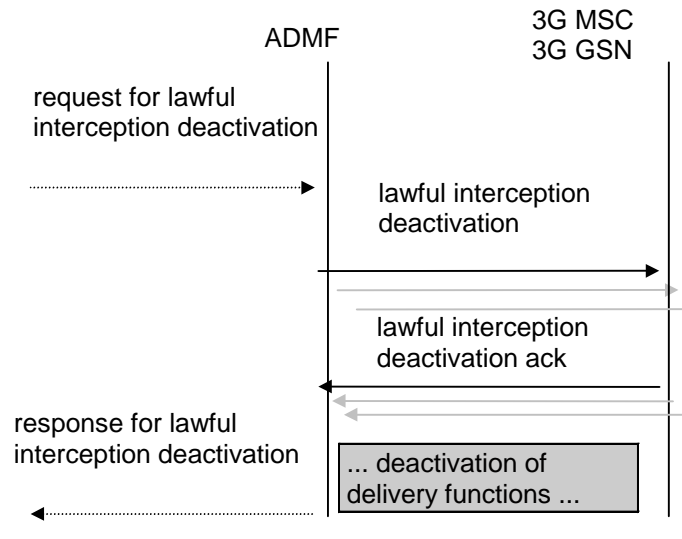 ADMF
3G MSC
3G GSN
request for lawful
interception deactivation
lawful interception
deactivation
lawful interception
deactivation ack
response for lawful
interception deactivation
... deactivation of
delivery functions ...